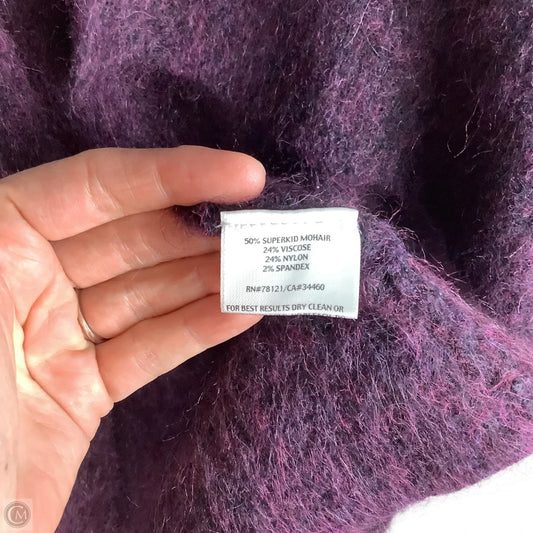 50% SUPERKID MOHAIR
24% VISCOSE
24% NYLON
2% SPANDEX
RN#78121/CA#34460
FOR BEST RESULTS DRY CLEAN OR
CM